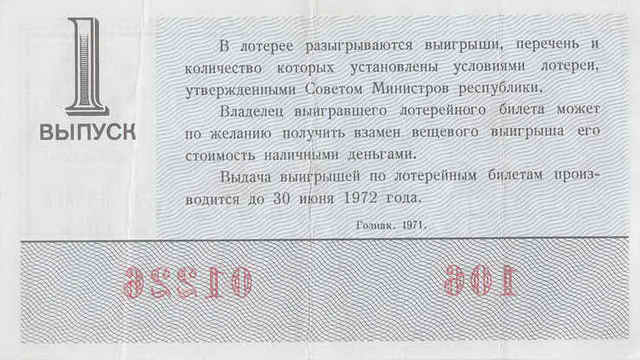 1
ВЫПУСК
В лотерее разыгрываются выигрыши, перечень и
количество которых установлены условиями лотереи,
утвержденными Советом Министров республики.
Владелец выигравшего лотерейного билета может
по желанию получить взамен вещевого выигрыша его
стоимость наличными деньгами.
Выдача выигрышей по лотерейным билетам произ-
водится до 30 июня 1972 года.
Гознак. 1971.
01226 106